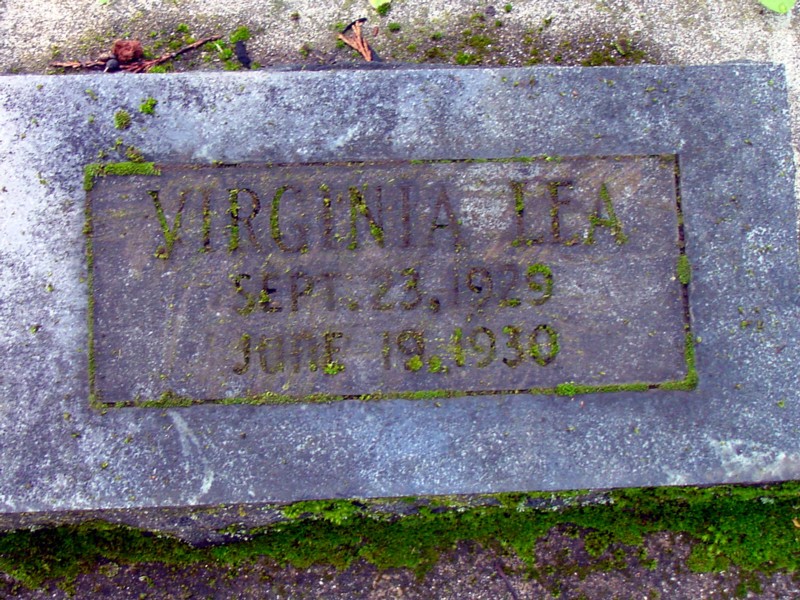 VIRGINIA LEA
SEPT. 23, 1929
JUNE 19, 1930